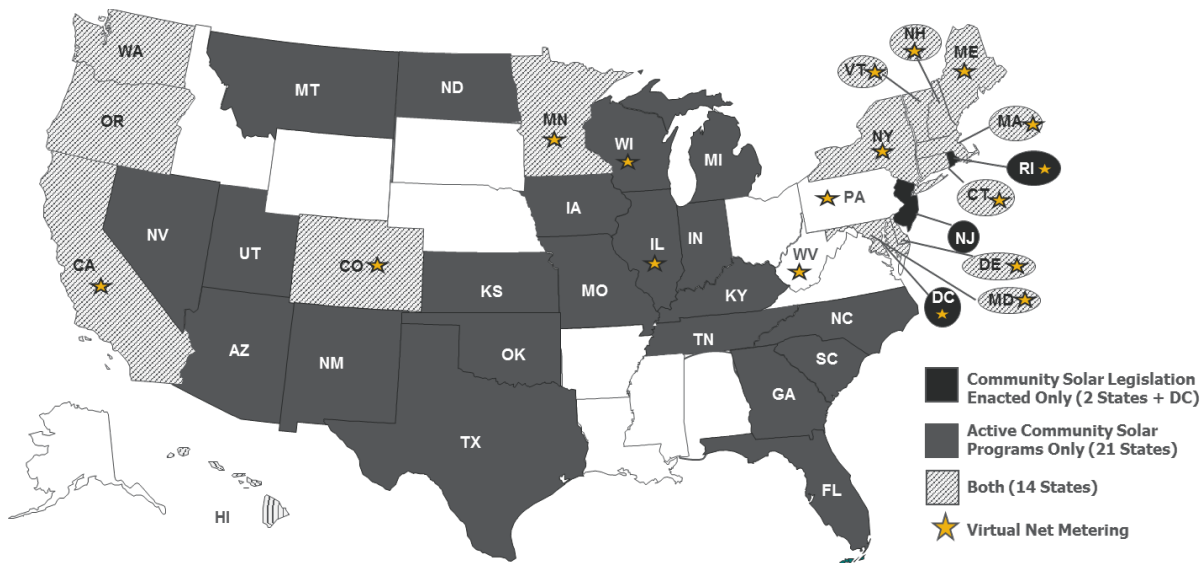 WA
MT
ND
OR
MN
WI
MI
NY
VT
NH
ME
MA
RI
CT
PA
NJ
NV
UT
CO
IA
IL
IN
WV
DE
MD
DC
CA
KS
MO
KY
AZ
NM
OK
TN
NC
SC
GA
TX
FL
HI
Community Solar Legislation
Enacted Only (2 States + DC)
Active Community Solar
Programs Only (21 States)
Both (14 States)
Virtual Net Metering